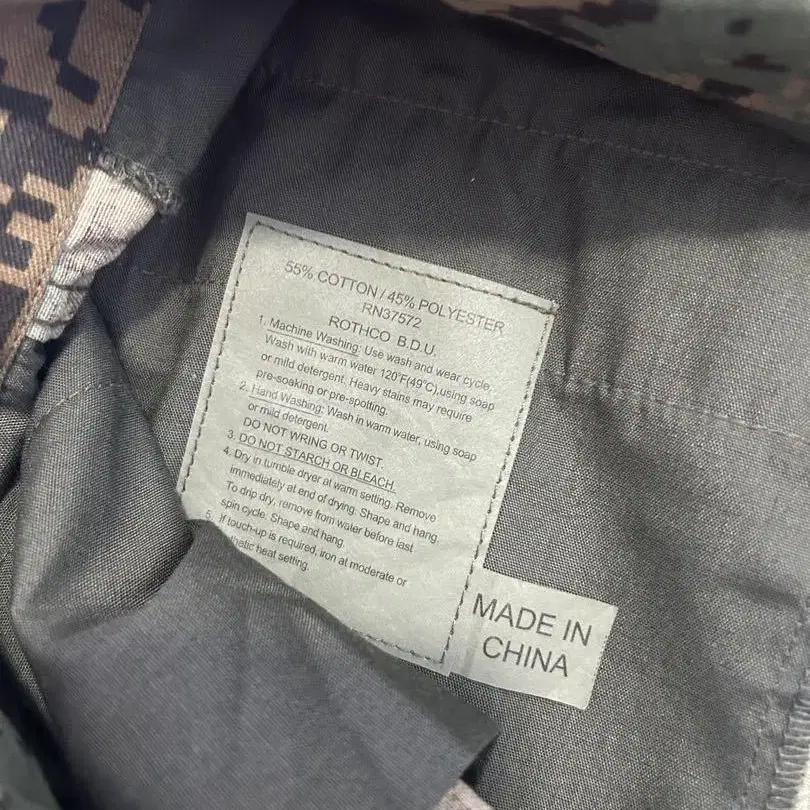 55% COTTON / 45% POLYESTER
RN37572
ROTHCO B.D.U.
1. Machine Washing: Use wash and wear cycle.
Wash with warm water 120°F(49°C),using soap
or mild detergent. Heavy stains may require
pre-soaking or pre-spotting.
2. Hand Washing: Wash in warm water, using soap
or mild detergent.
DO NOT WRING OR TWIST.
3. DO NOT STARCH OR BLEACH.
4. Dry in tumble dryer at warm setting. Remove
immediately at end of drying. Shape and hang.
To drip dry, remove from water before last
spin cycle. Shape and hang.
5. If touch-up is required, iron at moderate or
heat setting.
MADE IN
CHINA